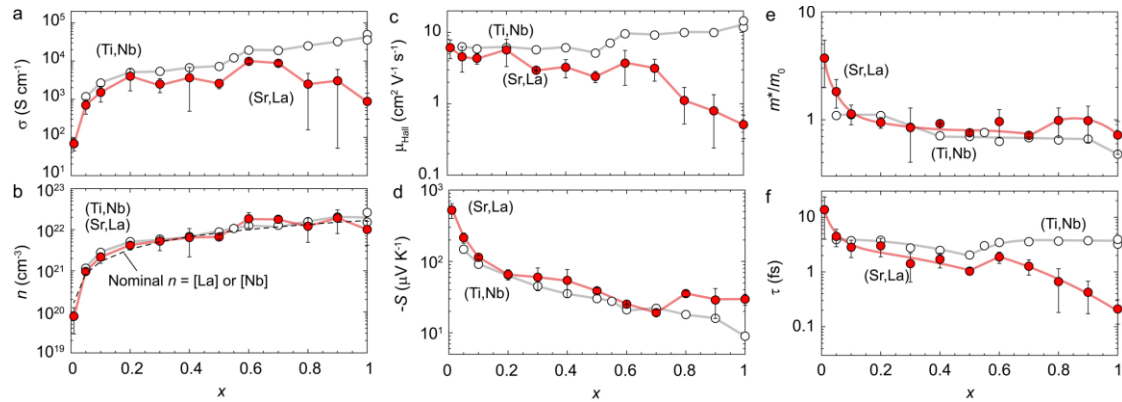 a
σ (S cm⁻¹)
10⁵
10⁴
10³
10²
10¹
(Ti,Nb)
(Sr,La)
b
n (cm⁻³)
10²³
10²²
10²¹
10²⁰
10¹⁹
(Ti,Nb)
(Sr,La)
Nominal n = [La] or [Nb]
0 0.2 0.4 0.6 0.8 1
x
c
μHall (cm² V⁻¹ s⁻¹)
10
1
0.1
(Ti,Nb)
(Sr,La)
d
-S (μV K⁻¹)
10³
10²
10¹
(Sr,La)
(Ti,Nb)
0 0.2 0.4 0.6 0.8 1
x
e
m*/m₀
1
(Sr,La)
(Ti,Nb)
f
τ (fs)
10
1
0.1
(Ti,Nb)
(Sr,La)
0 0.2 0.4 0.6 0.8 1
x